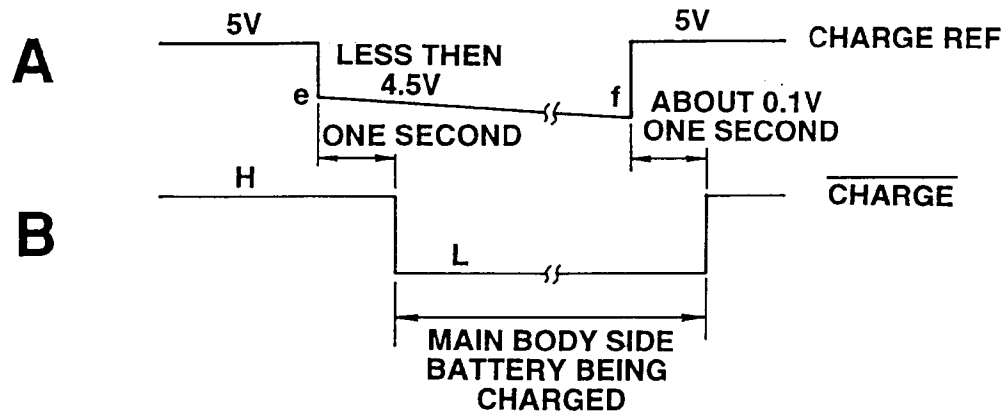 A
5V
LESS THEN
4.5V
e
f
5V
CHARGE REF
ABOUT 0.1V
ONE SECOND
ONE SECOND
B
H
L
CHARGE
MAIN BODY SIDE
BATTERY BEING
CHARGED